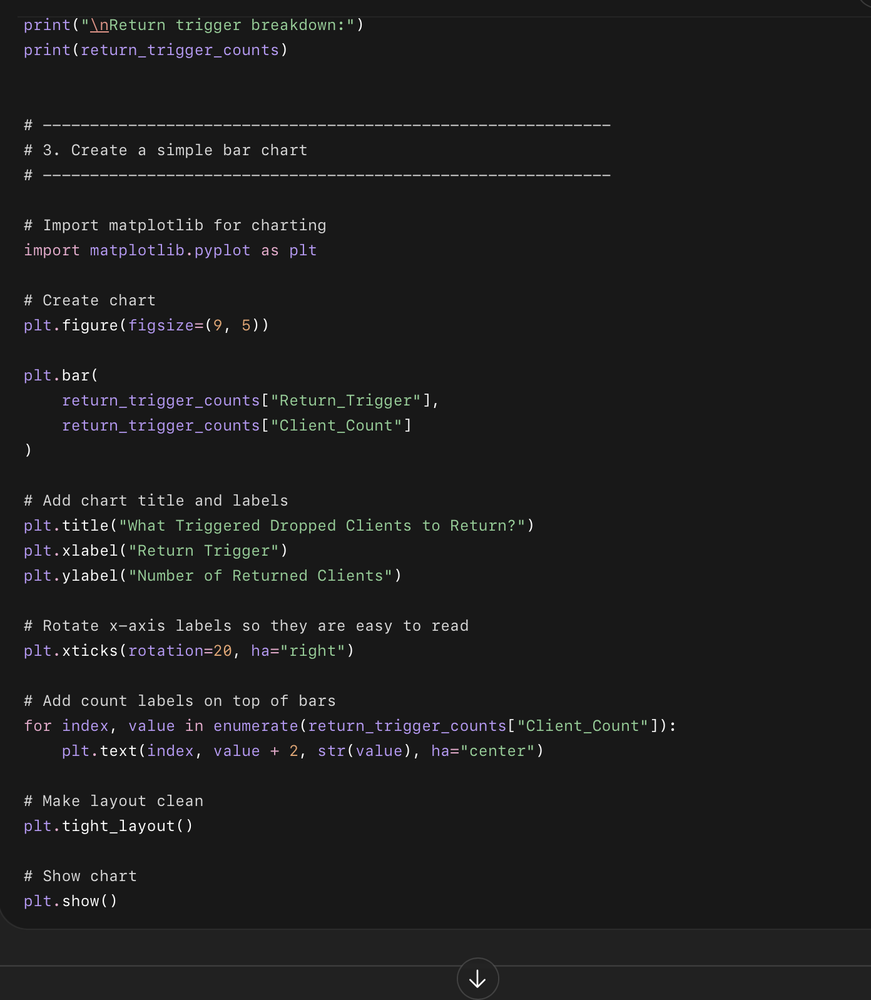 print("\nReturn trigger breakdown:")
print(return_trigger_counts)
# ------------------------------------------------------------
# 3. Create a simple bar chart
# ------------------------------------------------------------
# Import matplotlib for charting
import matplotlib.pyplot as plt
# Create chart
plt.figure(figsize=(9, 5))
plt.bar(
    return_trigger_counts["Return_Trigger"],
    return_trigger_counts["Client_Count"]
)
# Add chart title and labels
plt.title("What Triggered Dropped Clients to Return?")
plt.xlabel("Return Trigger")
plt.ylabel("Number of Returned Clients")
# Rotate x-axis labels so they are easy to read
plt.xticks(rotation=20, ha="right")
# Add count labels on top of bars
for index, value in enumerate(return_trigger_counts["Client_Count"]):
    plt.text(index, value + 2, str(value), ha="center")
# Make layout clean
plt.tight_layout()
# Show chart
plt.show()